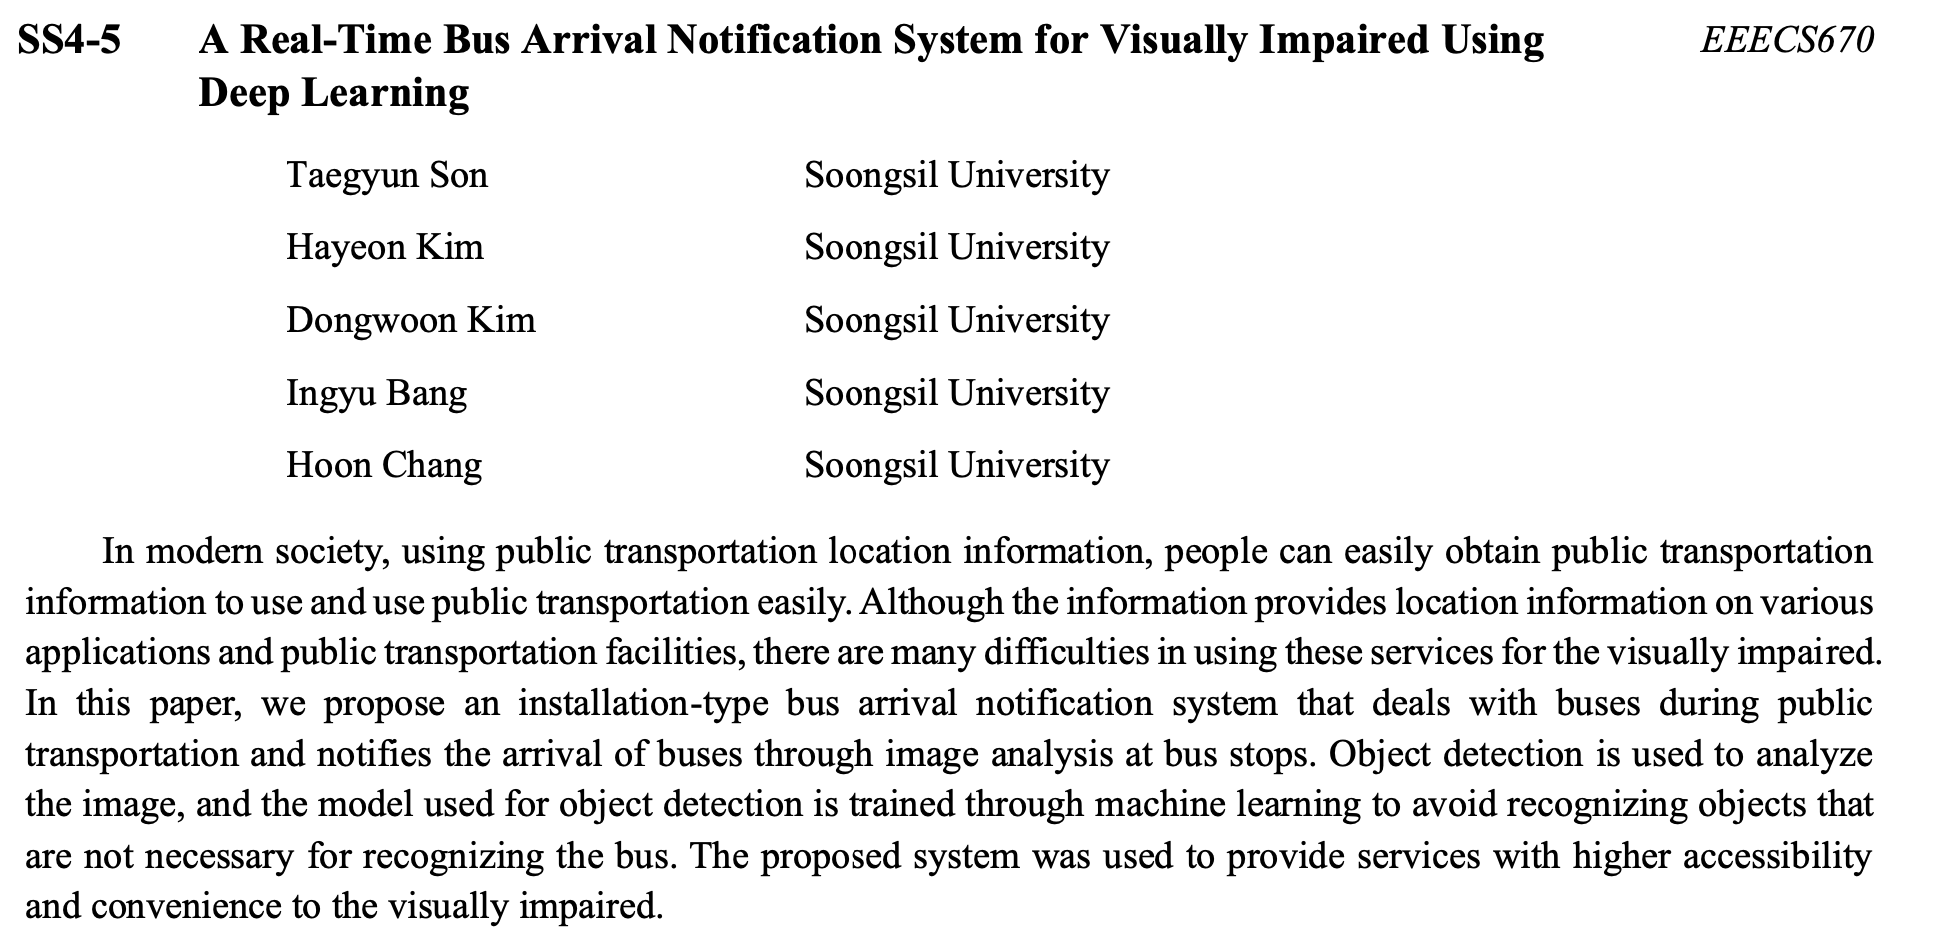 SS4-5 A Real-Time Bus Arrival Notification System for Visually Impaired Using EEECS670
Deep Learning
Taegyun Son Soongsil University
Hayeon Kim Soongsil University
Dongwoon Kim Soongsil University
Ingyu Bang Soongsil University
Hoon Chang Soongsil University
In modern society, using public transportation location information, people can easily obtain public transportation
information to use and use public transportation easily. Although the information provides location information on various
applications and public transportation facilities, there are many difficulties in using these services for the visually impaired.
In this paper, we propose an installation-type bus arrival notification system that deals with buses during public
transportation and notifies the arrival of buses through image analysis at bus stops. Object detection is used to analyze
the image, and the model used for object detection is trained through machine learning to avoid recognizing objects that
are not necessary for recognizing the bus. The proposed system was used to provide services with higher accessibility
and convenience to the visually impaired.